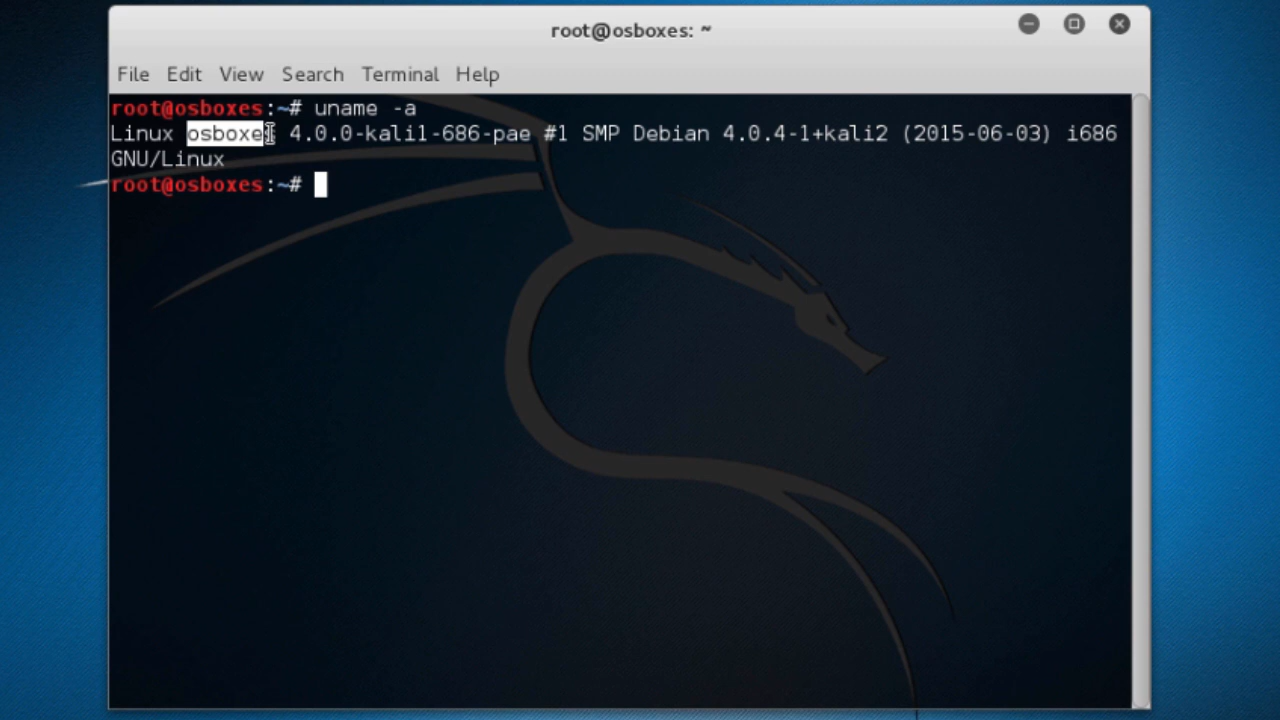 root@osboxes: ~
File Edit View Search Terminal Help
root@osboxes:~# uname -a
Linux osboxes 4.0.0-kali1-686-pae #1 SMP Debian 4.0.4-1+kali2 (2015-06-03) i686
GNU/Linux
root@osboxes:~#